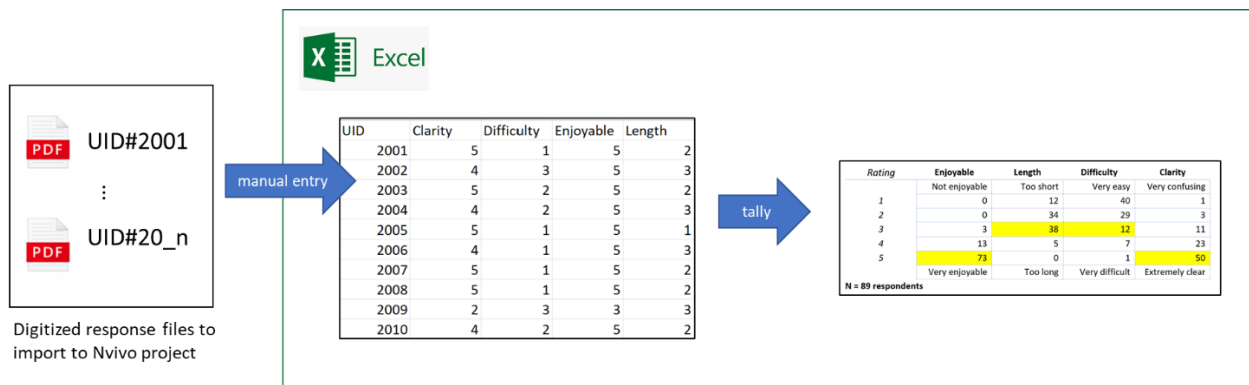 Excel
PDF UID#2001
⋮
PDF UID#20_n
Digitized response files to
import to Nvivo project
manual entry
UID Clarity Difficulty Enjoyable Length
2001 5 1 5 2
2002 4 3 5 3
2003 5 2 5 2
2004 4 2 5 3
2005 5 1 5 1
2006 4 1 5 3
2007 5 1 5 2
2008 5 1 5 2
2009 2 3 3 3
2010 4 2 5 2
tally
Rating Enjoyable Length Difficulty Clarity
Not enjoyable Too short Very easy Very confusing
1 0 12 40 1
2 0 34 29 3
3 3 38 12 11
4 13 5 7 23
5 73 0 1 50
Very enjoyable Too long Very difficult Extremely clear
N = 89 respondents